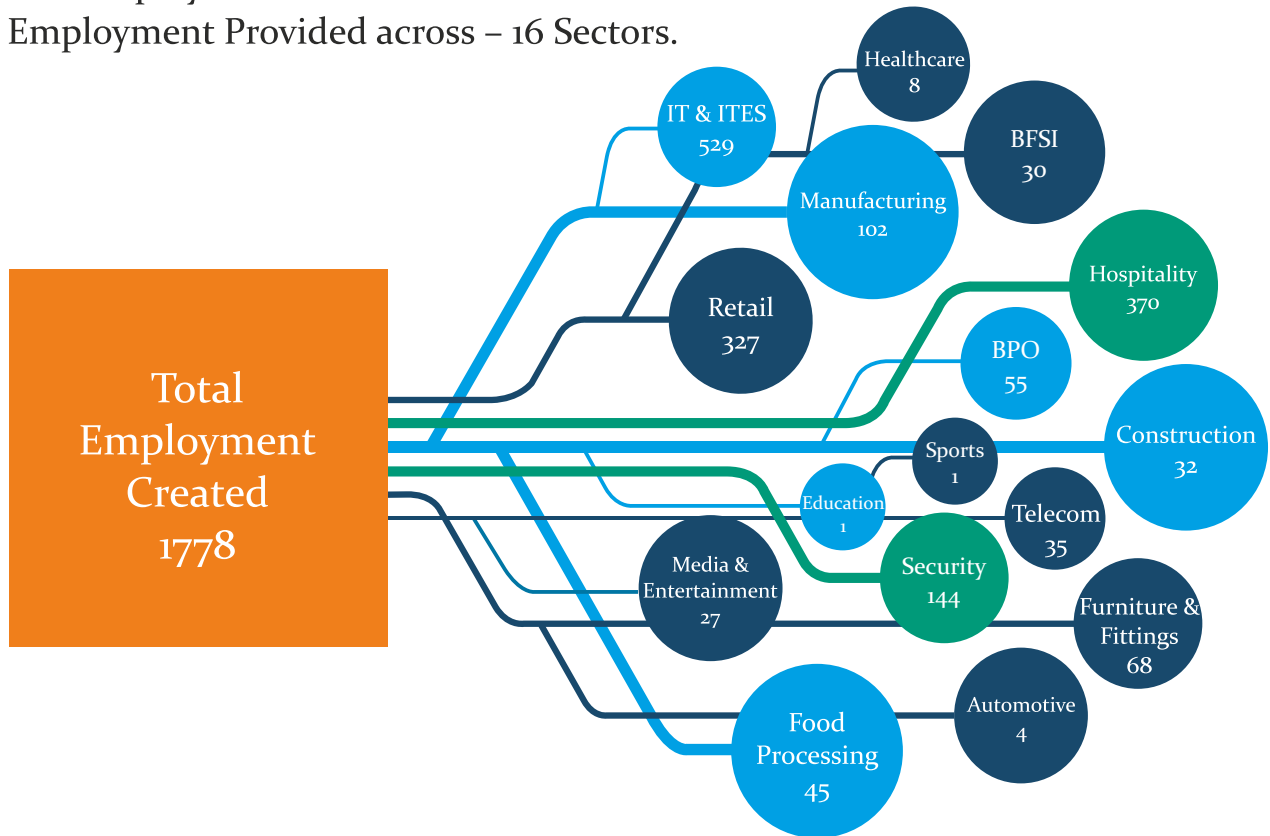 Employment Provided across – 16 Sectors.
Healthcare
8
IT & ITES
529
BFSI
30
Manufacturing
102
Hospitality
370
Retail
327
BPO
55
Total
Employment
Created
1778
Construction
32
Sports
1
Education
1
Telecom
35
Media &
Entertainment
27
Security
144
Furniture &
Fittings
68
Automotive
4
Food
Processing
45